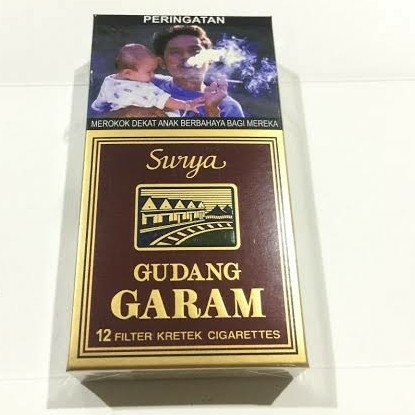 PERINGATAN
MEROKOK DEKAT ANAK BERBAHAYA BAGI MEREKA
Surya
GUDANG
GARAM
12 FILTER KRETEK CIGARETTES